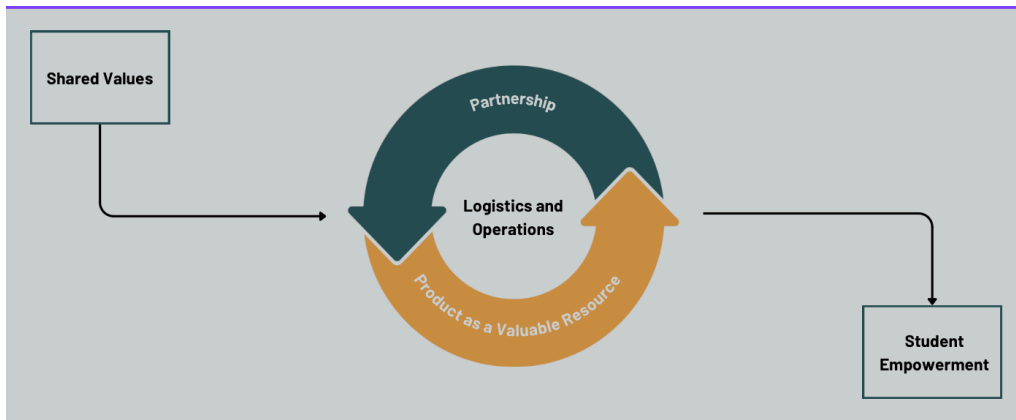 Shared Values
Partnership
Logistics and
Operations
Product as a Valuable Resource
Student
Empowerment